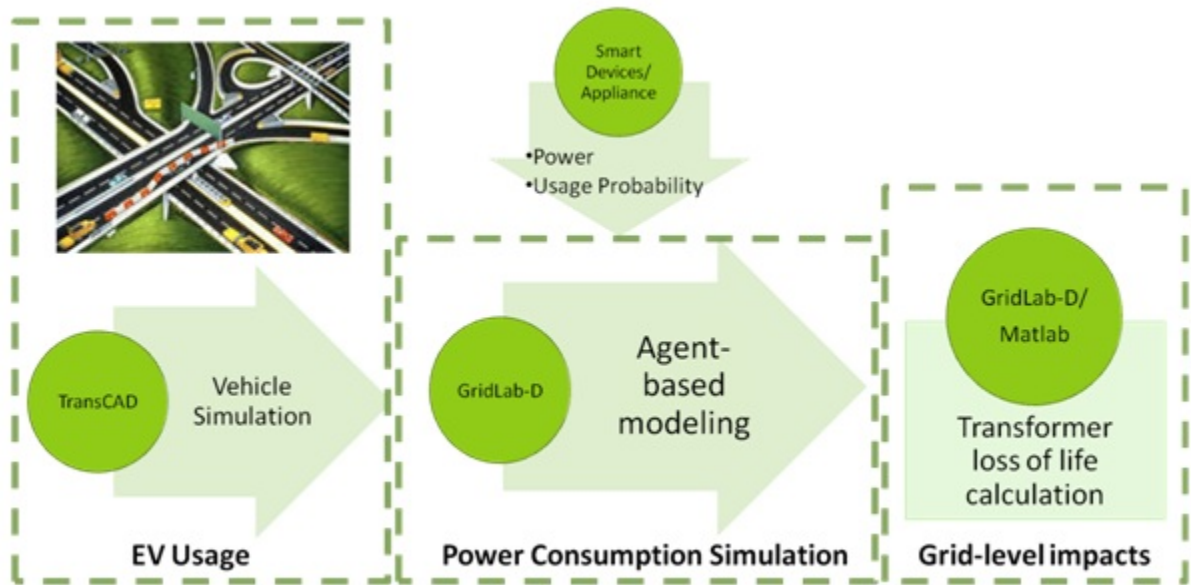 Smart
Devices/
Appliance
•Power
•Usage Probability
TransCAD
Vehicle
Simulation
EV Usage
GridLab-D
Agent-
based
modeling
Power Consumption Simulation
GridLab-D/
Matlab
Transformer
loss of life
calculation
Grid-level impacts